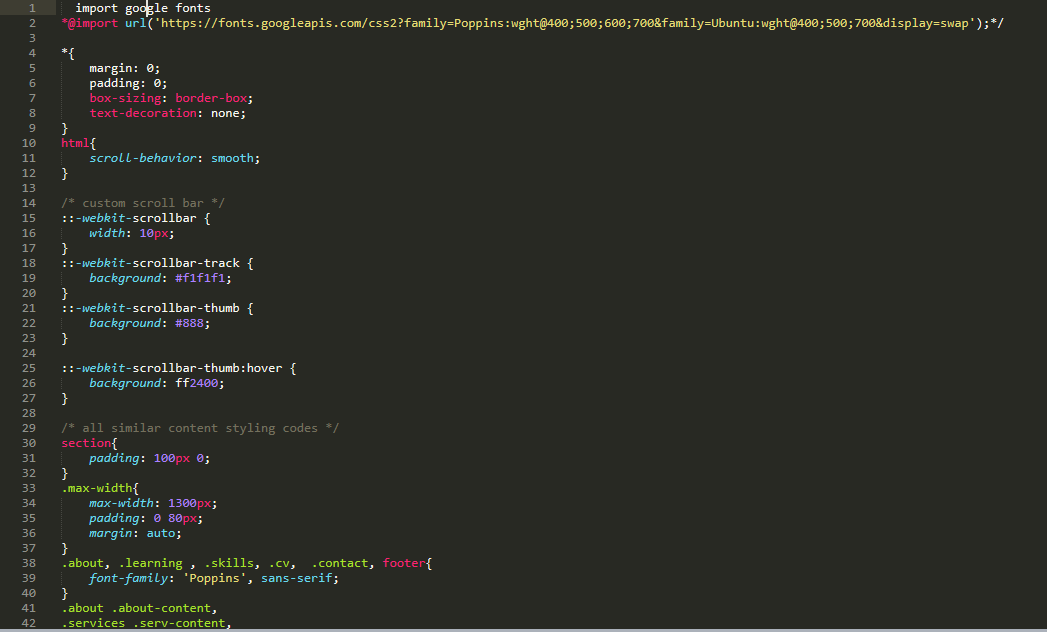 1 import google fonts
2 *@import url('https://fonts.googleapis.com/css2?family=Poppins:wght@400;500;600;700&family=Ubuntu:wght@400;500;700&display=swap');*/
3
4 *{
5 margin: 0;
6 padding: 0;
7 box-sizing: border-box;
8 text-decoration: none;
9 }
10 html{
11 scroll-behavior: smooth;
12 }
13
14 /* custom scroll bar */
15 ::-webkit-scrollbar {
16 width: 10px;
17 }
18 ::-webkit-scrollbar-track {
19 background: #f1f1f1;
20 }
21 ::-webkit-scrollbar-thumb {
22 background: #888;
23 }
24
25 ::-webkit-scrollbar-thumb:hover {
26 background: ff2400;
27 }
28
29 /* all similar content styling codes */
30 section{
31 padding: 100px 0;
32 }
33 .max-width{
34 max-width: 1300px;
35 padding: 0 80px;
36 margin: auto;
37 }
38 .about, .learning , .skills, .cv,  .contact, footer{
39 font-family: 'Poppins', sans-serif;
40 }
41 .about .about-content,
42 .services .serv-content,